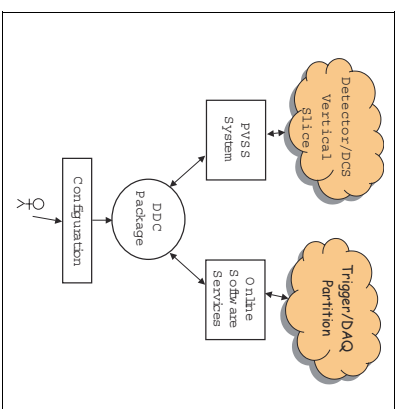 Detector/DCS
Vertical
Slice
Trigger/DAQ
Partition
PVSS
System
Online
Software
Services
DDC
Package
Configuration